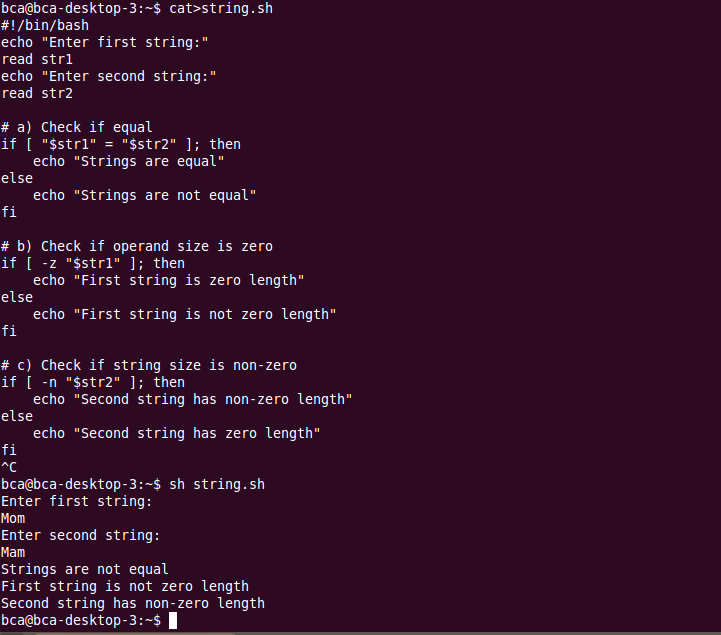 bca@bca-desktop-3:~$ cat>string.sh
#!/bin/bash
echo "Enter first string:"
read str1
echo "Enter second string:"
read str2

# a) Check if equal
if [ "$str1" = "$str2" ]; then
    echo "Strings are equal"
else
    echo "Strings are not equal"
fi

# b) Check if operand size is zero
if [ -z "$str1" ]; then
    echo "First string is zero length"
else
    echo "First string is not zero length"
fi

# c) Check if string size is non-zero
if [ -n "$str2" ]; then
    echo "Second string has non-zero length"
else
    echo "Second string has zero length"
fi
^C
bca@bca-desktop-3:~$ sh string.sh
Enter first string:
Mom
Enter second string:
Mam
Strings are not equal
First string is not zero length
Second string has non-zero length
bca@bca-desktop-3:~$